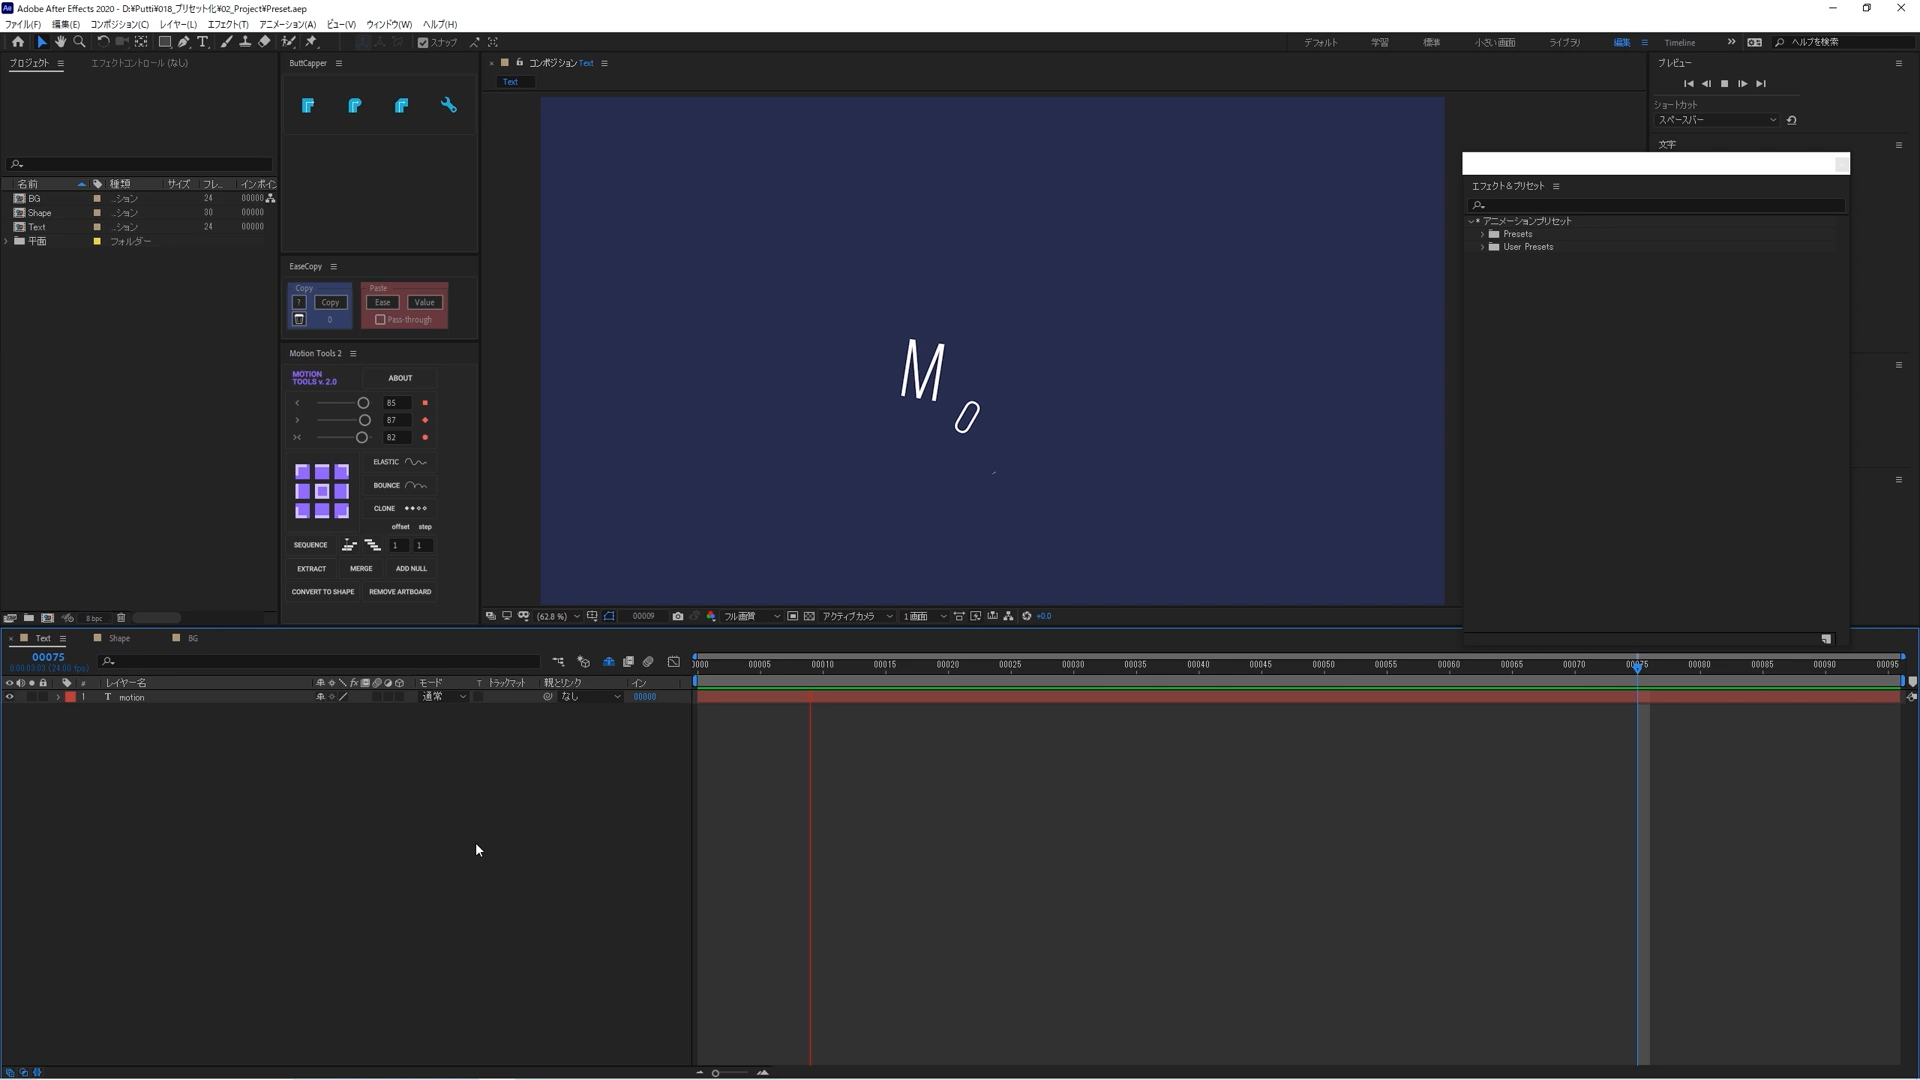 Adobe After Effects 2020 - D:¥Putti¥018_プリセット化¥02_Project¥Preset.aep
ファイル(F) 編集(E) コンポジション(C) レイヤー(L) エフェクト(T) アニメーション(A) ビュー(V) ウィンドウ(W) ヘルプ(H)
スナップ デフォルト 学習 標準 小さい画面 ライブラリ 編集 Timeline ヘルプを検索
プロジェクト エフェクトコントロール (なし)
名前 種類 サイズ フレ... インポイン
BG ...ション 24 00000
Shape ...ション 30 00000
Text ...ション 24 00000
平面 フォルダー
8 bpc
ButtCapper
EaseCopy
Copy Paste
? Copy Ease Value
0 Pass-through
Motion Tools 2
MOTION TOOLS v. 2.0 ABOUT
85
87
82
ELASTIC
BOUNCE
CLONE
offset step
SEQUENCE 1 1
EXTRACT MERGE ADD NULL
CONVERT TO SHAPE REMOVE ARTBOARD
コンポジション Text
Text
M o
(62.8 %) 00009 フル画質 アクティブカメラ 1画面 +0.0
プレビュー
ショートカット
スペースバー
文字
エフェクト&プリセット
* アニメーションプリセット
Presets
User Presets
Text Shape BG
00075
0:00:03:03 (24.00 fps)
# レイヤー名 モード T トラックマット 親とリンク イン
1 T motion 通常 なし 00000
0000 00005 00010 00015 00020 00025 00030 00035 00040 00045 00050 00055 00060 00065 00070 00075 00080 00085 00090 00095